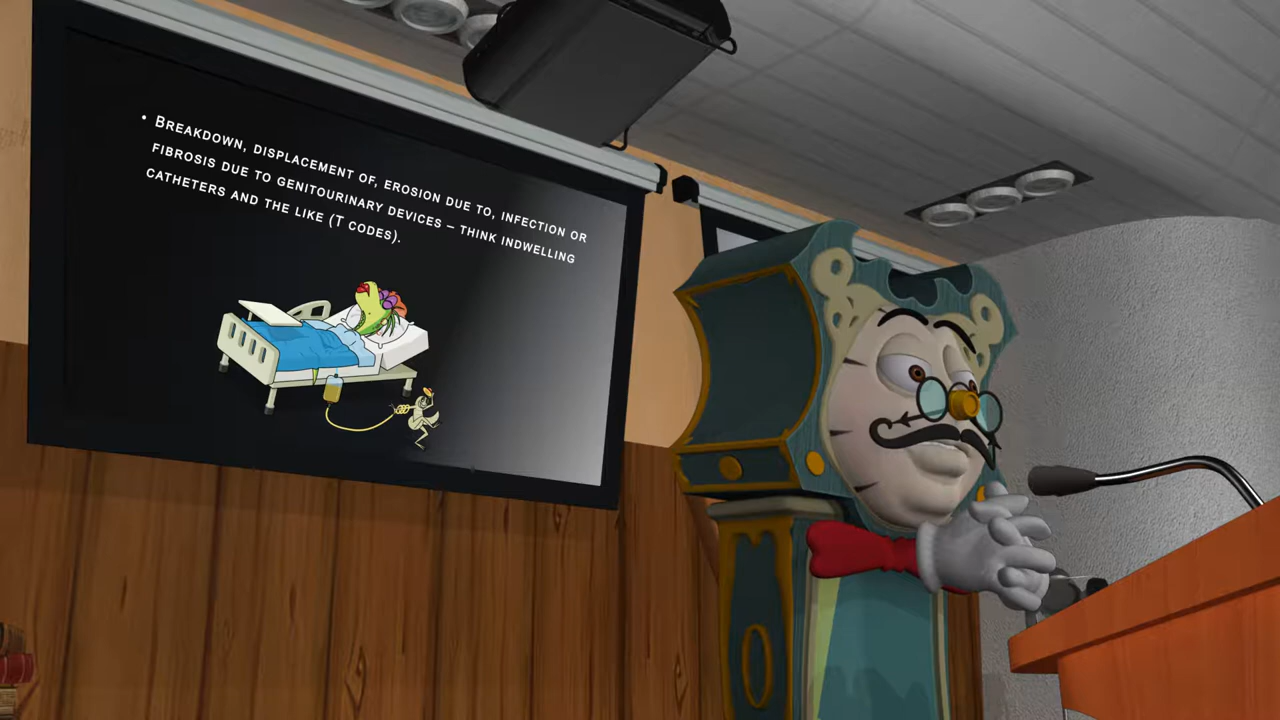 • Breakdown, displacement of, erosion due to, infection or
fibrosis due to genitourinary devices – think indwelling
catheters and the like (T codes).